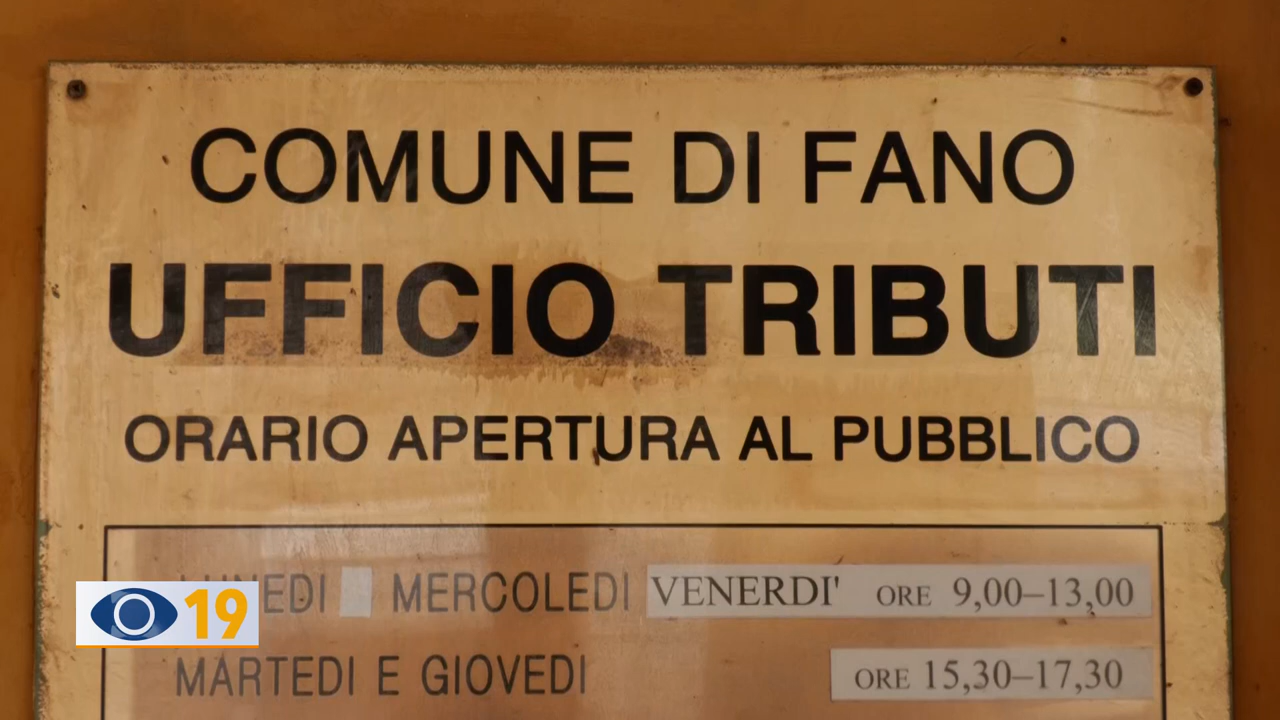 COMUNE DI FANO
UFFICIO TRIBUTI
ORARIO APERTURA AL PUBBLICO
LUNEDI MERCOLEDI VENERDI' ORE 9,00–13,00
MARTEDI E GIOVEDI ORE 15,30–17,30
19